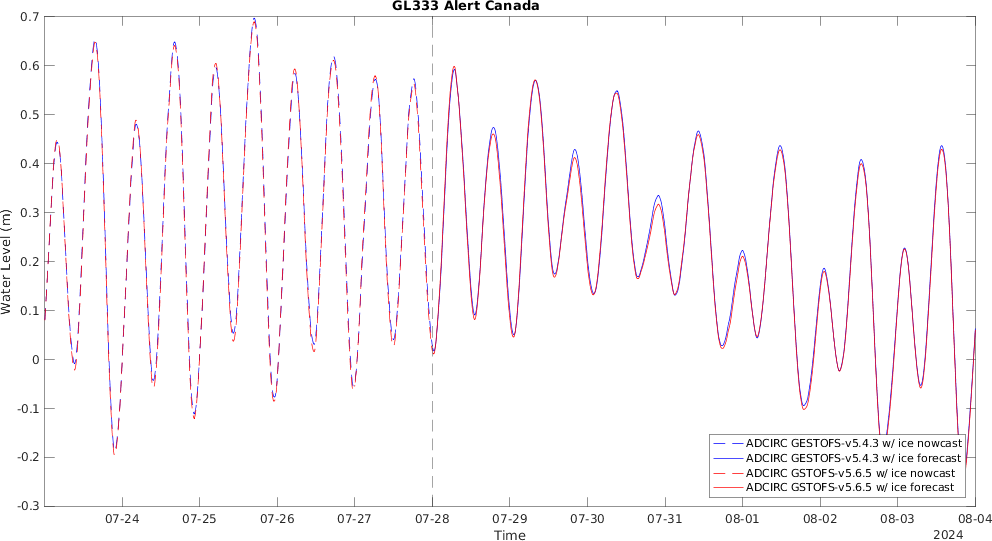 GL333 Alert Canada
0.7
0.6
0.5
0.4
0.3
0.2
0.1
0
-0.1
-0.2
-0.3
Water Level (m)
ADCIRC GESTOFS-v5.4.3 w/ ice nowcast
ADCIRC GESTOFS-v5.4.3 w/ ice forecast
ADCIRC GSTOFS-v5.6.5 w/ ice nowcast
ADCIRC GSTOFS-v5.6.5 w/ ice forecast
07-24 07-25 07-26 07-27 07-28 07-29 07-30 07-31 08-01 08-02 08-03 08-04
Time 2024